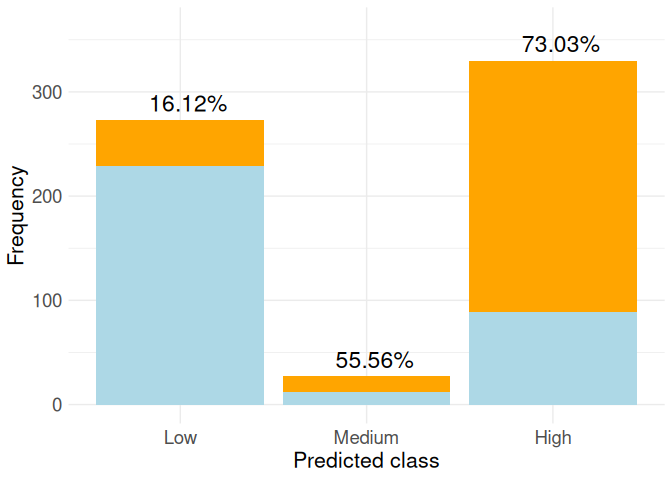 73.03%
300
16.12%
200
Frequency
100
55.56%
0
Low Medium High
Predicted class